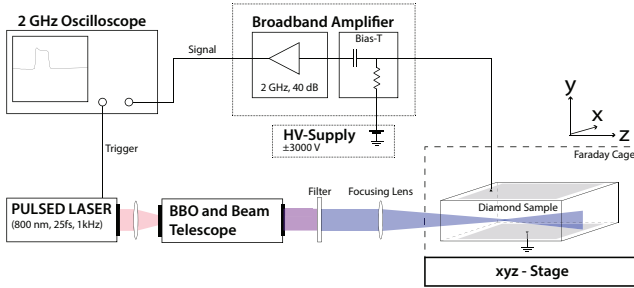 2 GHz Oscilloscope
Broadband Amplifier
Bias-T
Signal
2 GHz, 40 dB
HV-Supply
±3000 V
Trigger
y
x
z
Faraday Cage
PULSED LASER
(800 nm, 25fs, 1kHz)
BBO and Beam
Telescope
Filter
Focusing Lens
Diamond Sample
xyz - Stage